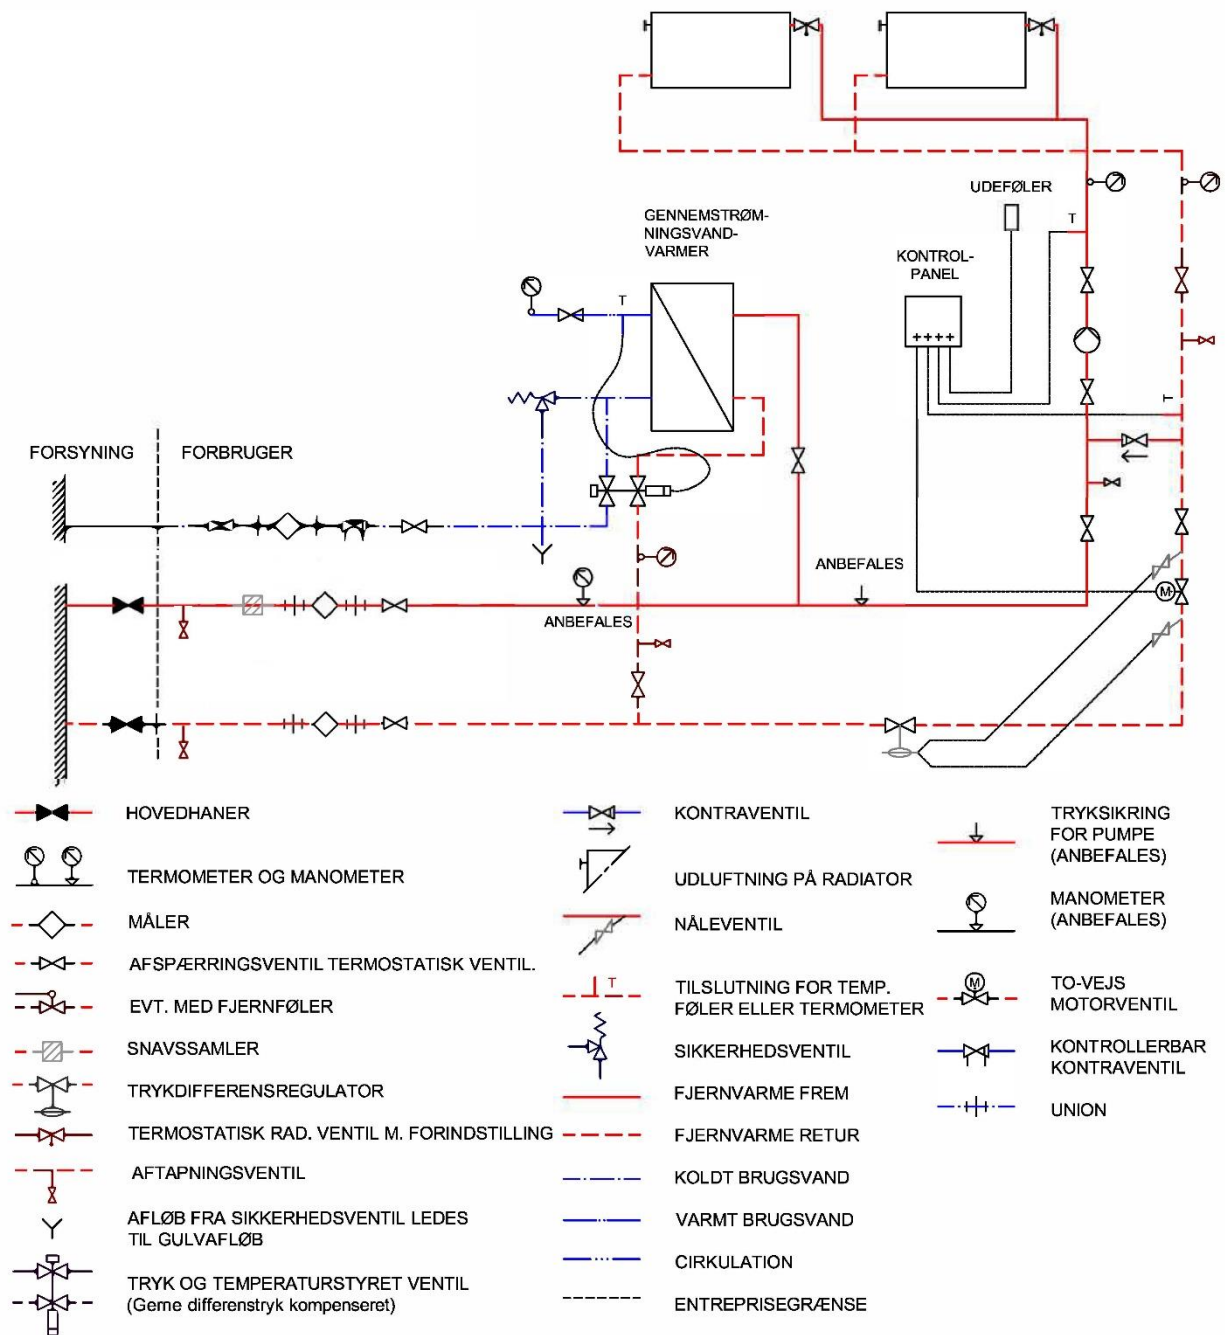 UDEFØLER
T
GENNEMSTRØM-
NINGSVAND-
VARMER
KONTROL-
PANEL
T
++++
T
FORSYNING
FORBRUGER
ANBEFALES
ANBEFALES
M
HOVEDHANER
TERMOMETER OG MANOMETER
MÅLER
AFSPÆRRINGSVENTIL TERMOSTATISK VENTIL.
EVT. MED FJERNFØLER
SNAVSSAMLER
TRYKDIFFERENSREGULATOR
TERMOSTATISK RAD. VENTIL M. FORINDSTILLING
AFTAPNINGSVENTIL
AFLØB FRA SIKKERHEDSVENTIL LEDES
TIL GULVAFLØB
TRYK OG TEMPERATURSTYRET VENTIL
(Gerne differenstryk kompenseret)
KONTRAVENTIL
UDLUFTNING PÅ RADIATOR
NÅLEVENTIL
T
TILSLUTNING FOR TEMP.
FØLER ELLER TERMOMETER
SIKKERHEDSVENTIL
FJERNVARME FREM
FJERNVARME RETUR
KOLDT BRUGSVAND
VARMT BRUGSVAND
CIRKULATION
ENTREPRISEGRÆNSE
TRYKSIKRING
FOR PUMPE
(ANBEFALES)
MANOMETER
(ANBEFALES)
M
TO-VEJS
MOTORVENTIL
KONTROLLERBAR
KONTRAVENTIL
UNION